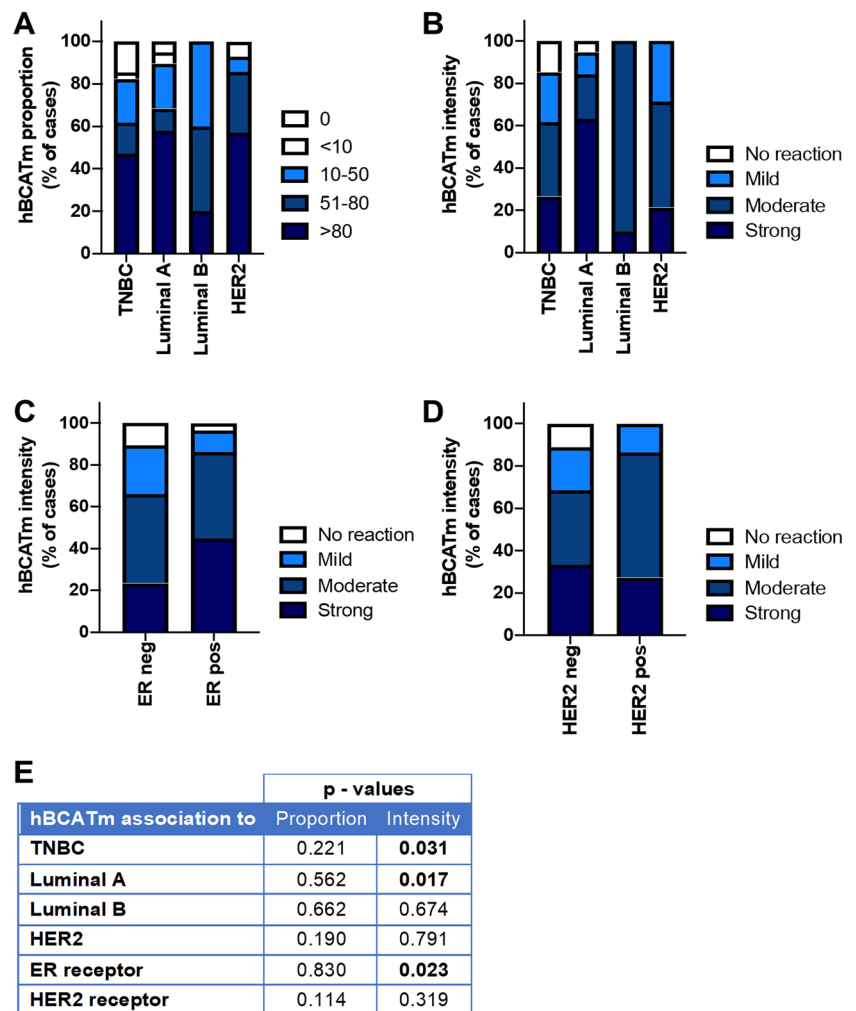 A
hBCATm proportion
(% of cases)
100
80
60
40
20
0
TNBC
Luminal A
Luminal B
HER2
0
<10
10-50
51-80
>80
B
hBCATm intensity
(% of cases)
100
80
60
40
20
0
TNBC
Luminal A
Luminal B
HER2
No reaction
Mild
Moderate
Strong
C
hBCATm intensity
(% of cases)
100
80
60
40
20
0
ER neg
ER pos
No reaction
Mild
Moderate
Strong
D
hBCATm intensity
(% of cases)
100
80
60
40
20
0
HER2 neg
HER2 pos
No reaction
Mild
Moderate
Strong
E
p - values
hBCATm association to Proportion Intensity
TNBC 0.221 0.031
Luminal A 0.562 0.017
Luminal B 0.662 0.674
HER2 0.190 0.791
ER receptor 0.830 0.023
HER2 receptor 0.114 0.319